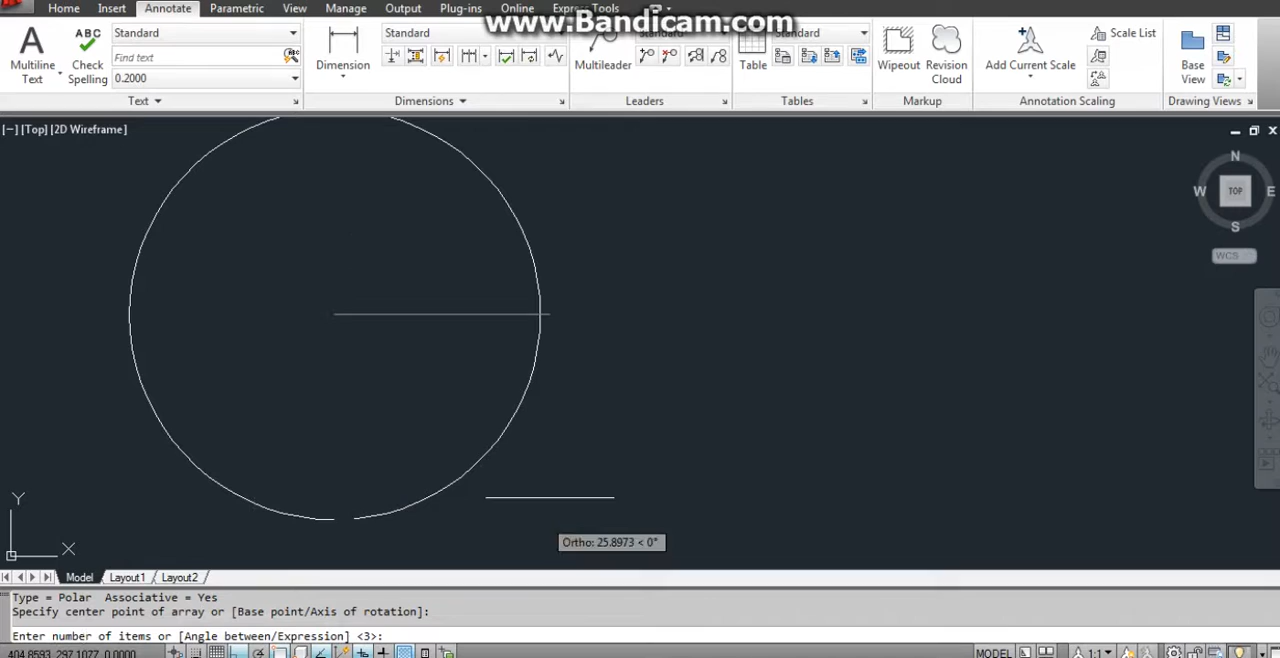 Home Insert Annotate Parametric View Manage Output Plug-ins Online Express Tools
www.Bandicam.com
A
Multiline
Text
ABC
Check
Spelling
Standard
Find text
0.2000
Text
Dimension
Standard
Dimensions
Multileader
Standard
Leaders
Table
Standard
Tables
Wipeout
Revision
Cloud
Markup
Add Current Scale
Scale List
Annotation Scaling
Base
View
Drawing Views
[−] [Top] [2D Wireframe]
N
W TOP E
S
WCS
Y
X
Ortho: 25.8973 < 0°
Model Layout1 Layout2
Type = Polar Associative = Yes
Specify center point of array or [Base point/Axis of rotation]:
Enter number of items or [Angle between/Expression] <3>:
404.8593, 297.1077, 0.0000
MODEL
1:1